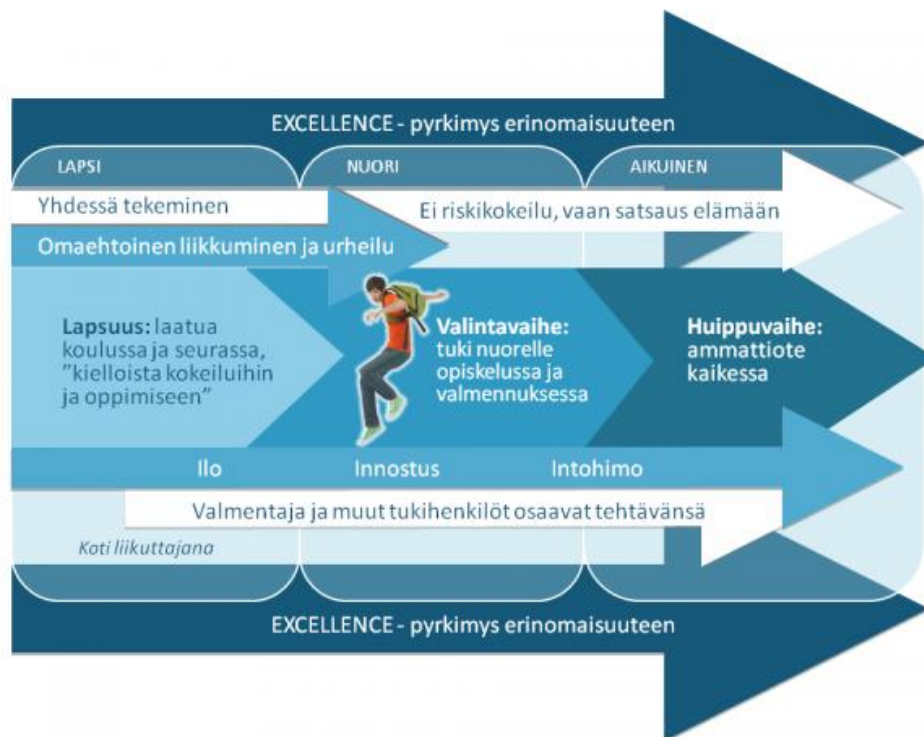 EXCELLENCE - pyrkimys erinomaisuuteen
LAPSI
NUORI
AIKUINEN
Yhdessä tekeminen
Ei riskikokeilu, vaan satsaus elämään
Omaehtoinen liikkuminen ja urheilu
Lapsuus: laatua
koulussa ja seurassa,
"kielloista kokeiluihin
ja oppimiseen"
Valintavaihe:
tuki nuorelle
opiskelussa ja
valmennuksessa
Huippuvaihe:
ammattiote
kaikessa
Ilo
Innostus
Intohimo
Valmentaja ja muut tukihenkilöt osaavat tehtävänsä
Koti liikuttajana
EXCELLENCE - pyrkimys erinomaisuuteen